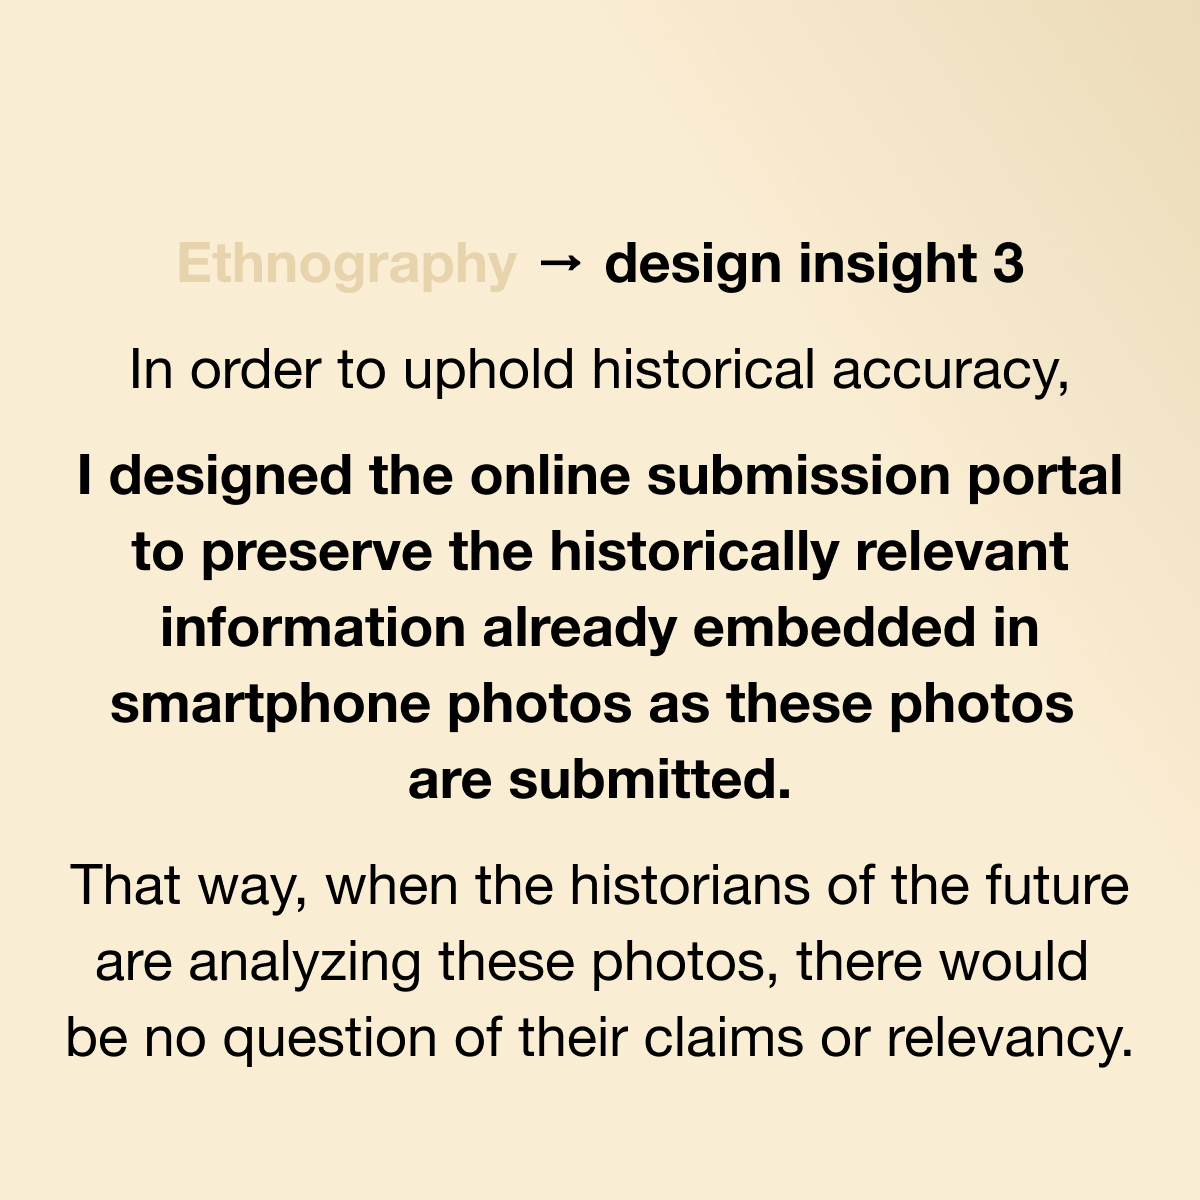 Ethnography → design insight 3
In order to uphold historical accuracy,
I designed the online submission portal
to preserve the historically relevant
information already embedded in
smartphone photos as these photos
are submitted.
That way, when the historians of the future
are analyzing these photos, there would
be no question of their claims or relevancy.